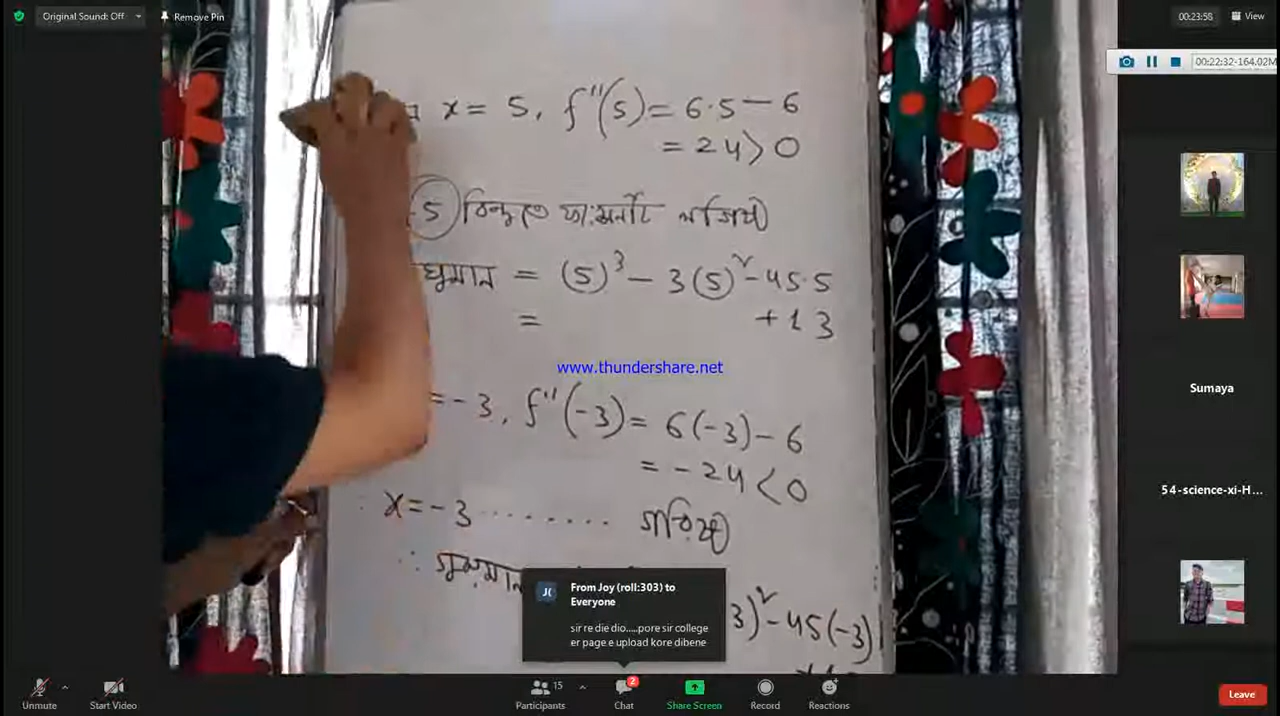 Original Sound: Off
Remove Pin
00:23:58
View
00:22:32-164.02M
x = 5, f''(5) = 6·5 − 6
= 24 > 0
5 বিন্দুতে ফাংশনটি লঘিষ্ঠ
লঘুমান = (5)³ − 3(5)² − 45·5
= +13
www.thundershare.net
= −3, f''(−3) = 6(−3) − 6
= −24 < 0
x = −3 ........ গরিষ্ঠ
∴ গুরুমান
3)² − 45(−3)
Sumaya
54-science-xi-H...
J(
From Joy (roll:303) to
Everyone
sir re die dio.....pore sir college
er page e upload kore dibene
Unmute
Start Video
Participants
15
Chat
2
Share Screen
Record
Reactions
Leave